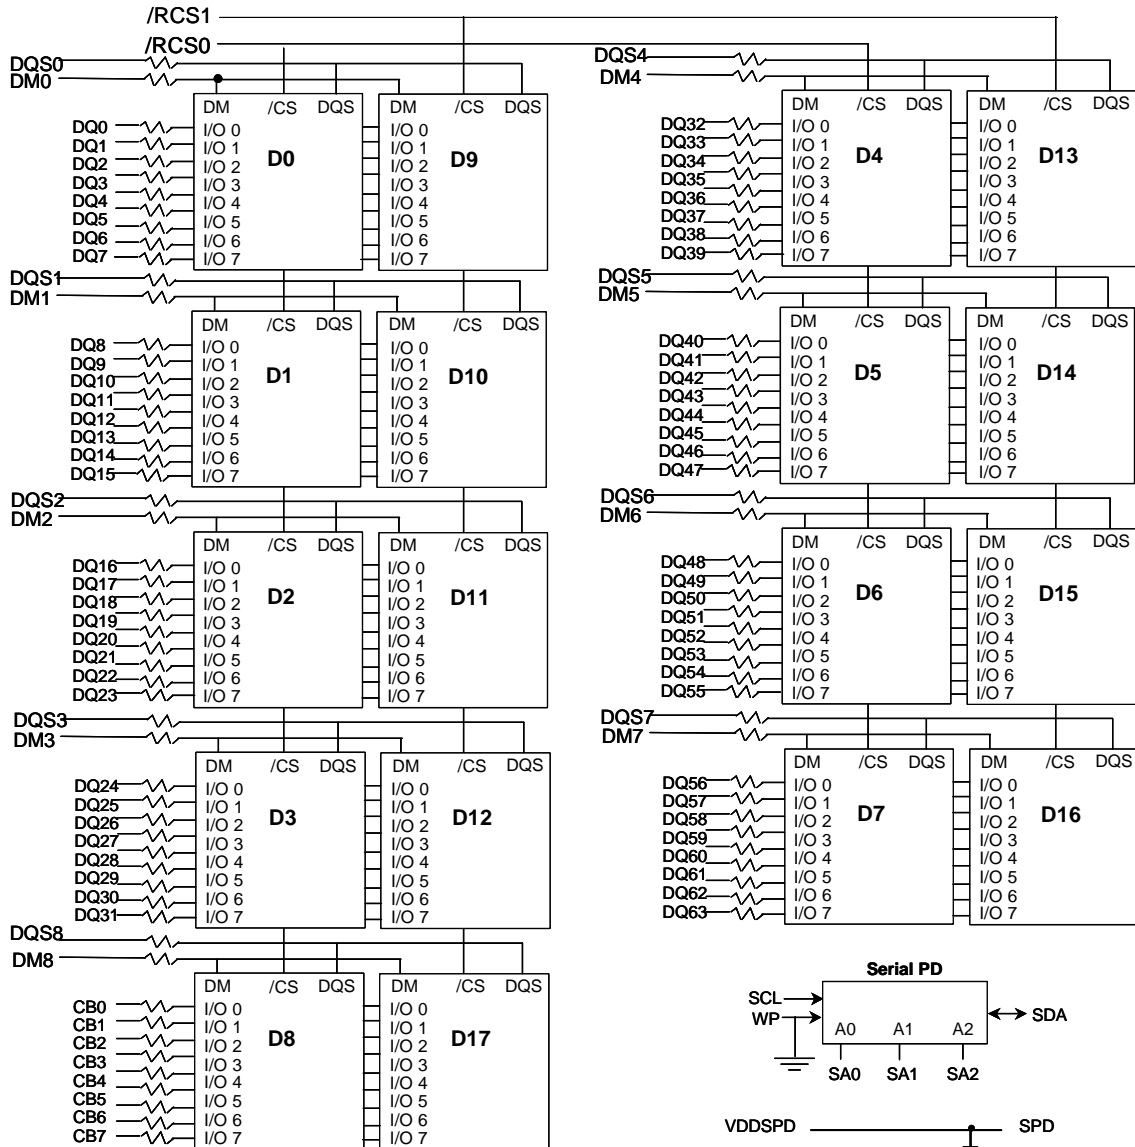 /RCS1
/RCS0
DQS0
DM0
DM /CS DQS DM /CS DQS
DQ0 I/O 0 I/O 0
DQ1 I/O 1 I/O 1
DQ2 I/O 2 D0 I/O 2 D9
DQ3 I/O 3 I/O 3
DQ4 I/O 4 I/O 4
DQ5 I/O 5 I/O 5
DQ6 I/O 6 I/O 6
DQ7 I/O 7 I/O 7
DQS1
DM1
DM /CS DQS DM /CS DQS
DQ8 I/O 0 I/O 0
DQ9 I/O 1 I/O 1
DQ10 I/O 2 D1 I/O 2 D10
DQ11 I/O 3 I/O 3
DQ12 I/O 4 I/O 4
DQ13 I/O 5 I/O 5
DQ14 I/O 6 I/O 6
DQ15 I/O 7 I/O 7
DQS2
DM2
DM /CS DQS DM /CS DQS
DQ16 I/O 0 I/O 0
DQ17 I/O 1 I/O 1
DQ18 I/O 2 D2 I/O 2 D11
DQ19 I/O 3 I/O 3
DQ20 I/O 4 I/O 4
DQ21 I/O 5 I/O 5
DQ22 I/O 6 I/O 6
DQ23 I/O 7 I/O 7
DQS3
DM3
DM /CS DQS DM /CS DQS
DQ24 I/O 0 I/O 0
DQ25 I/O 1 I/O 1
DQ26 I/O 2 D3 I/O 2 D12
DQ27 I/O 3 I/O 3
DQ28 I/O 4 I/O 4
DQ29 I/O 5 I/O 5
DQ30 I/O 6 I/O 6
DQ31 I/O 7 I/O 7
DQS8
DM8
DM /CS DQS DM /CS DQS
CB0 I/O 0 I/O 0
CB1 I/O 1 I/O 1
CB2 I/O 2 D8 I/O 2 D17
CB3 I/O 3 I/O 3
CB4 I/O 4 I/O 4
CB5 I/O 5 I/O 5
CB6 I/O 6 I/O 6
CB7 I/O 7 I/O 7
DQS4
DM4
DM /CS DQS DM /CS DQS
DQ32 I/O 0 I/O 0
DQ33 I/O 1 I/O 1
DQ34 I/O 2 D4 I/O 2 D13
DQ35 I/O 3 I/O 3
DQ36 I/O 4 I/O 4
DQ37 I/O 5 I/O 5
DQ38 I/O 6 I/O 6
DQ39 I/O 7 I/O 7
DQS5
DM5
DM /CS DQS DM /CS DQS
DQ40 I/O 0 I/O 0
DQ41 I/O 1 I/O 1
DQ42 I/O 2 D5 I/O 2 D14
DQ43 I/O 3 I/O 3
DQ44 I/O 4 I/O 4
DQ45 I/O 5 I/O 5
DQ46 I/O 6 I/O 6
DQ47 I/O 7 I/O 7
DQS6
DM6
DM /CS DQS DM /CS DQS
DQ48 I/O 0 I/O 0
DQ49 I/O 1 I/O 1
DQ50 I/O 2 D6 I/O 2 D15
DQ51 I/O 3 I/O 3
DQ52 I/O 4 I/O 4
DQ53 I/O 5 I/O 5
DQ54 I/O 6 I/O 6
DQ55 I/O 7 I/O 7
DQS7
DM7
DM /CS DQS DM /CS DQS
DQ56 I/O 0 I/O 0
DQ57 I/O 1 I/O 1
DQ58 I/O 2 D7 I/O 2 D16
DQ59 I/O 3 I/O 3
DQ60 I/O 4 I/O 4
DQ61 I/O 5 I/O 5
DQ62 I/O 6 I/O 6
DQ63 I/O 7 I/O 7
Serial PD
SCL
WP SDA
A0 A1 A2
SA0 SA1 SA2
VDDSPD SPD